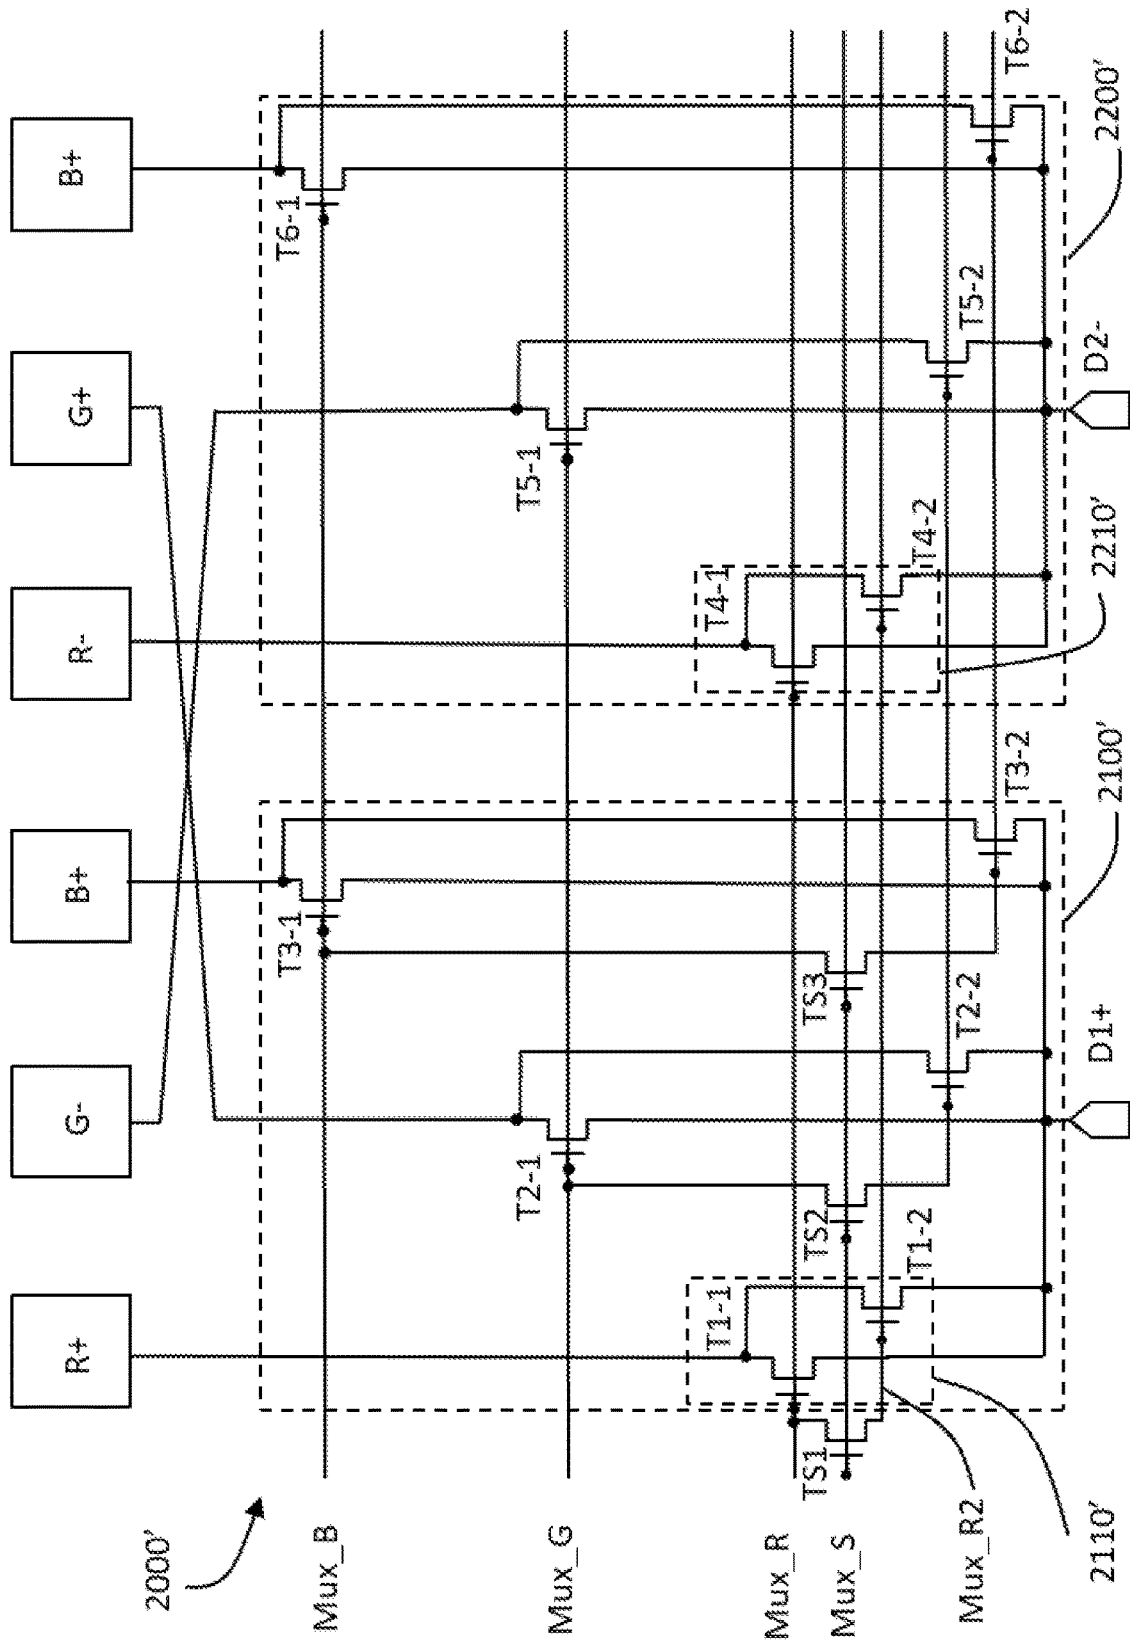 2000’
R+
G-
B+
R-
G+
B+
Mux_B
T3-1
T6-1
Mux_G
T2-1
T5-1
Mux_R
T1-1
T4-1
Mux_S
TS1
TS2
TS3
Mux_R2
T1-2
T4-2
T2-2
T5-2
T3-2
T6-2
2110’
D1+
2100’
2210’
D2-
2200’